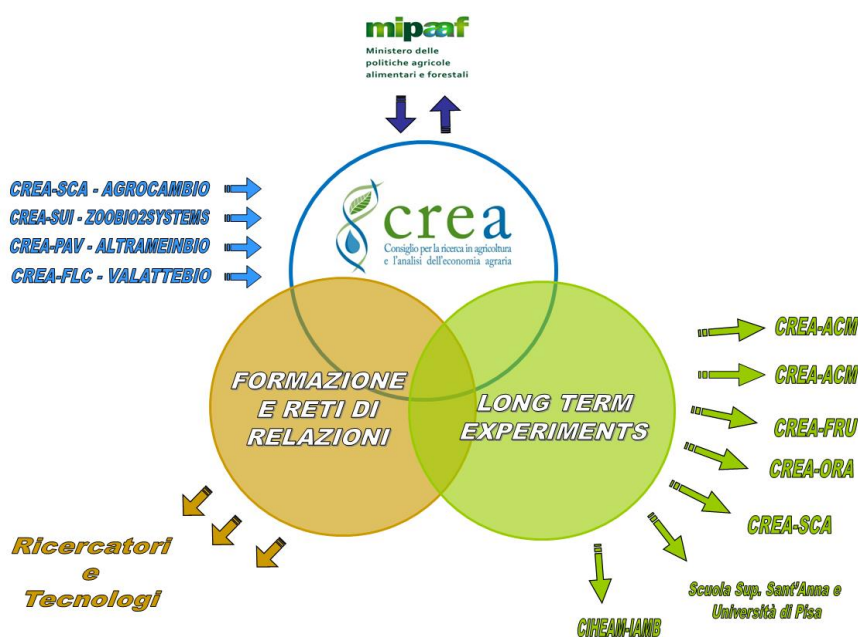 mipaaf
Ministero delle
politiche agricole
alimentari e forestali
CREA-SCA - AGROCAMBIO
CREA-SUI - ZOOBIO2SYSTEMS
CREA-PAV - ALTRAMEINBIO
CREA-FLC - VALATTEBIO
crea
Consiglio per la ricerca in agricoltura
e l'analisi dell'economia agraria
FORMAZIONE
E RETI DI
RELAZIONI
LONG TERM
EXPERIMENTS
CREA-ACM
CREA-ACM
CREA-FRU
CREA-ORA
CREA-SCA
Scuola Sup. Sant'Anna e
Università di Pisa
CIHEAM-IAMB
Ricercatori
e
Tecnologi